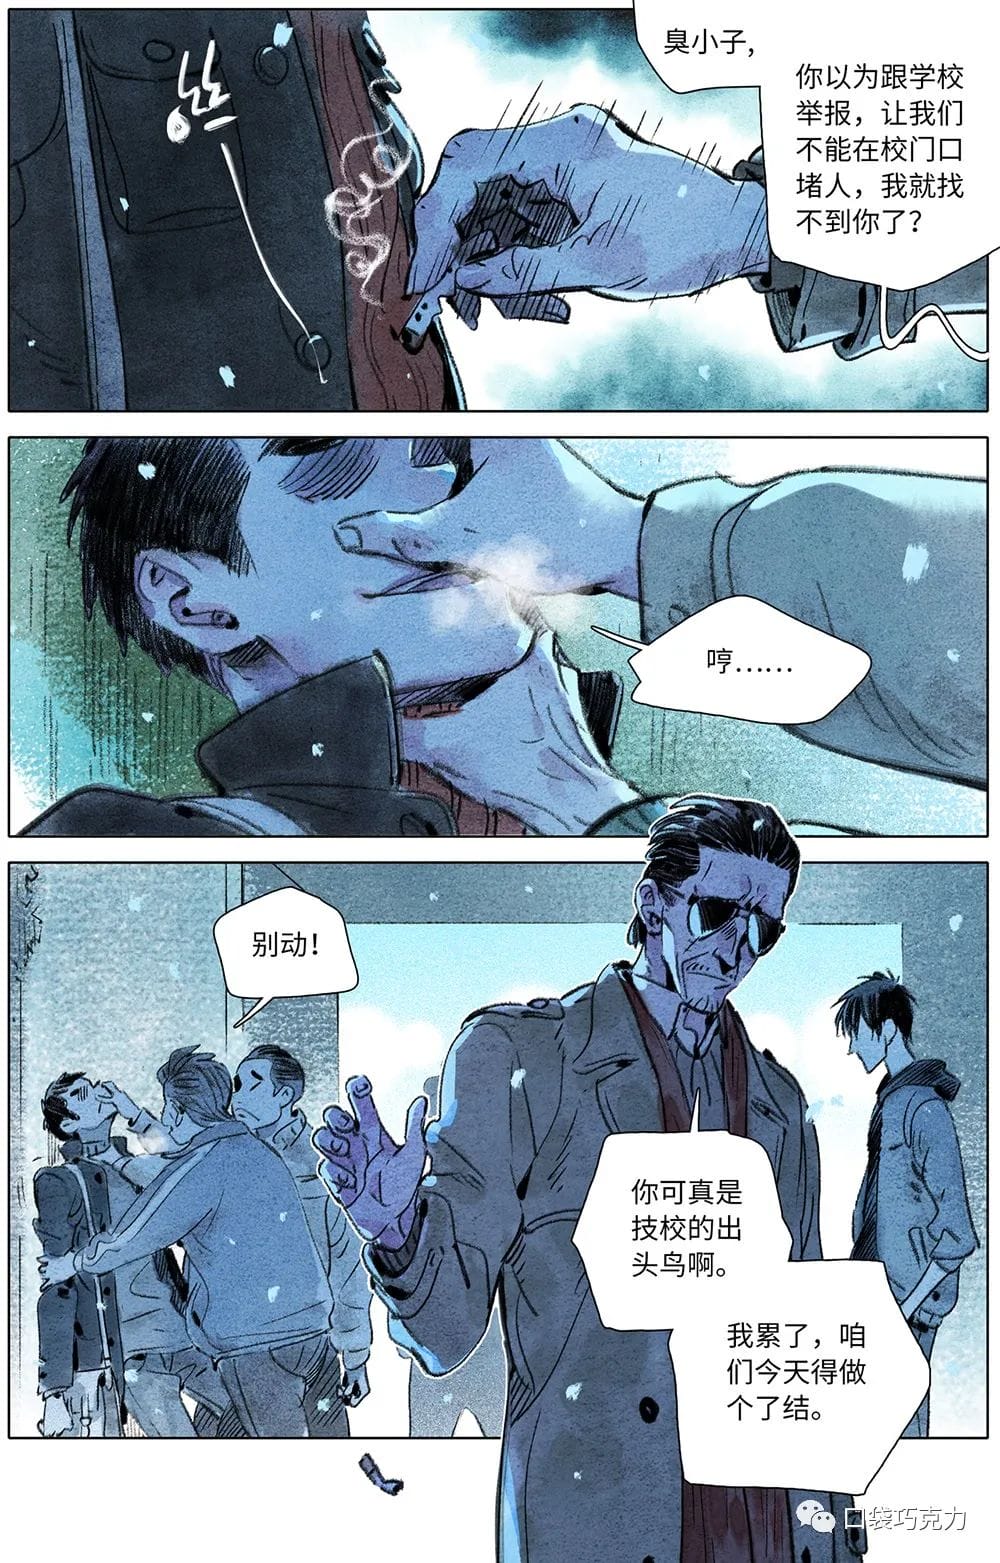 臭小子,
你以为跟学校
举报，让我们
不能在校门口
堵人，我就找
不到你了？
丝
哼……
别动！
你可真是
技校的出
头鸟啊。
我累了，咱
们今天得做
个了结。
口袋巧克力